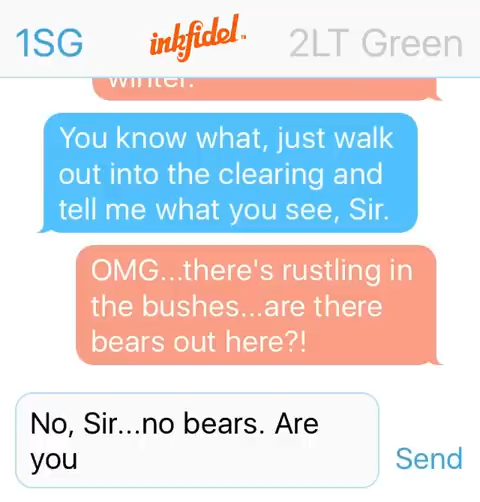 1SG inkfidel 2LT Green
winter.
You know what, just walk
out into the clearing and
tell me what you see, Sir.
OMG...there's rustling in
the bushes...are there
bears out here?!
No, Sir...no bears. Are
you
Send